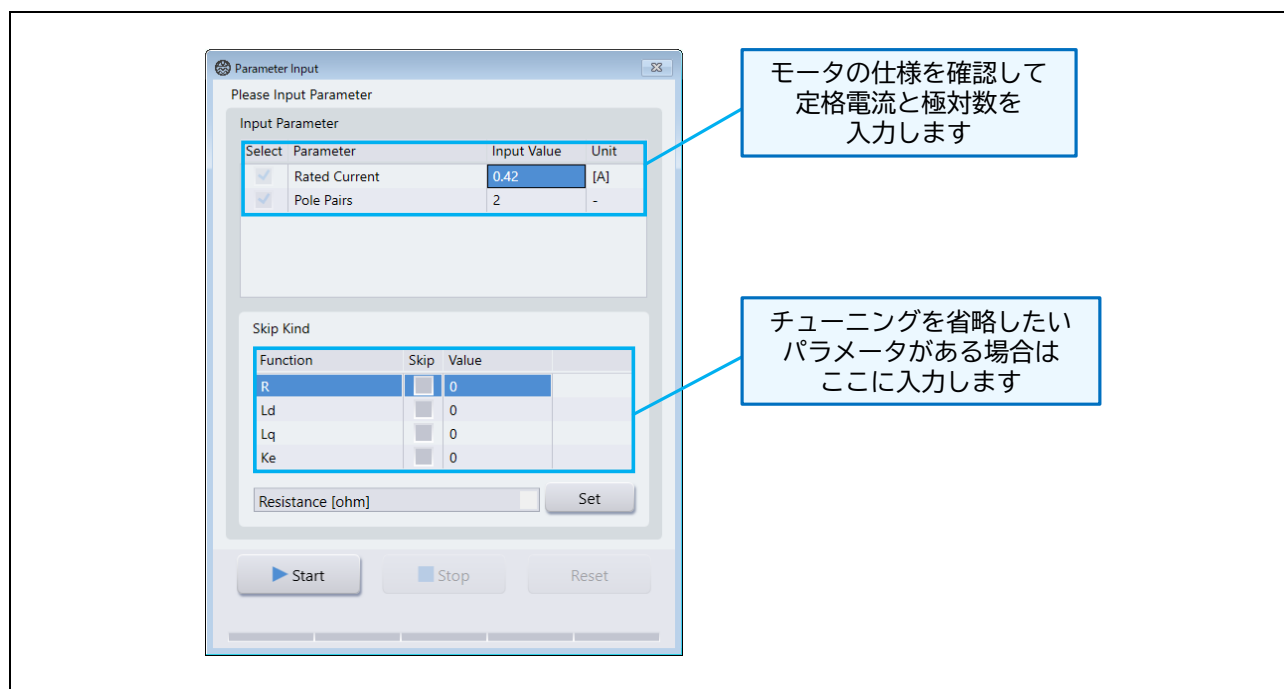 Parameter Input
Please Input Parameter
Input Parameter
Select Parameter Input Value Unit
Rated Current 0.42 [A]
Pole Pairs 2 -
Skip Kind
Function Skip Value
R 0
Ld 0
Lq 0
Ke 0
Resistance [ohm] Set
Start Stop Reset
モータの仕様を確認して
定格電流と極対数を
入力します
チューニングを省略したい
パラメータがある場合は
ここに入力します